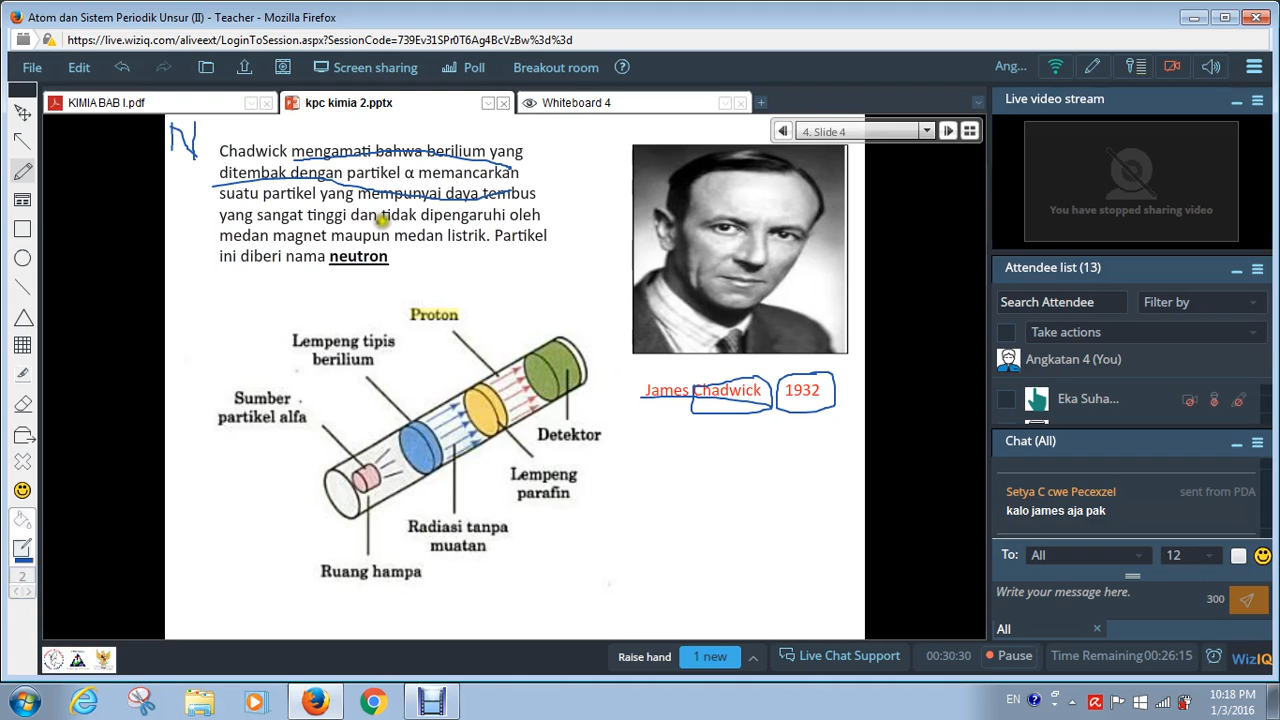 Atom dan Sistem Periodik Unsur (II) - Teacher - Mozilla Firefox
https://live.wiziq.com/aliveext/LoginToSession.aspx?SessionCode=739Ev31SPr0T6Ag4BcVzBw%3d%3d
File Edit Screen sharing Poll Breakout room Ang...
KIMIA BAB I.pdf kpc kimia 2.pptx Whiteboard 4
4. Slide 4
N
Chadwick mengamati bahwa berilium yang
ditembak dengan partikel α memancarkan
suatu partikel yang mempunyai daya tembus
yang sangat tinggi dan tidak dipengaruhi oleh
medan magnet maupun medan listrik. Partikel
ini diberi nama neutron
Proton
Lempeng tipis
berilium
Sumber
partikel alfa
Detektor
Lempeng
parafin
Radiasi tanpa
muatan
Ruang hampa
James Chadwick 1932
Live video stream
You have stopped sharing video
Attendee list (13)
Search Attendee Filter by
Take actions
Angkatan 4 (You)
Eka Suha...
Chat (All)
Setya C cwe Pecexzel sent from PDA
kalo james aja pak
To: All 12
Write your message here. 300
All
2
Raise hand 1 new Live Chat Support 00:30:30 Pause Time Remaining 00:26:15 WizIQ
EN 10:18 PM
1/3/2016